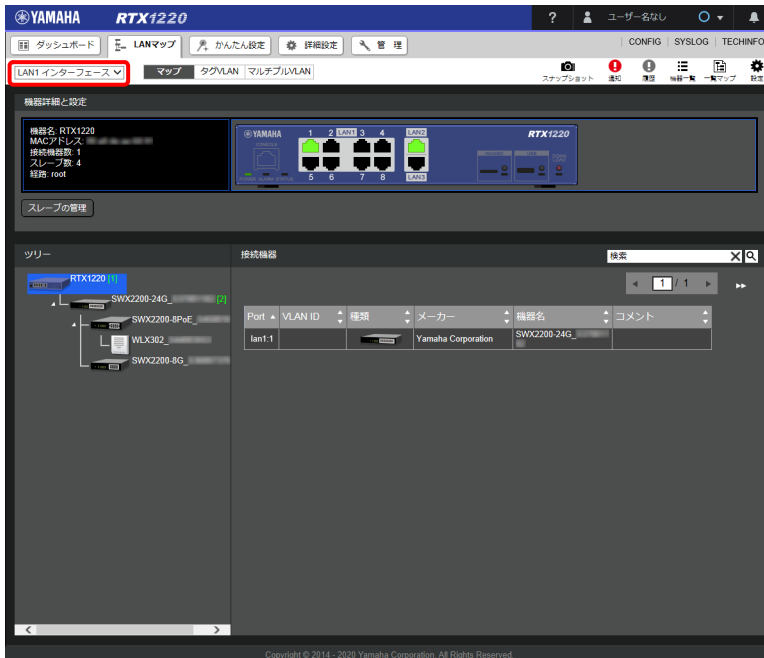 YAMAHA RTX1220 ? ユーザー名なし
ダッシュボード LANマップ かんたん設定 詳細設定 管 理 CONFIG SYSLOG TECHINFO
LAN1 インターフェース マップ タグVLAN マルチプルVLAN スナップショット 通知 履歴 機器一覧 一覧マップ 設定
機器詳細と設定
機器名: RTX1220
MACアドレス:
接続機器数: 1
スレーブ数: 4
経路: root
YAMAHA 1 2 LAN1 3 4 LAN2 RTX1220
CONSOLE
POWER ALARM STATUS 5 6 7 8 LAN3
スレーブの管理
ツリー
RTX1220 [1]
SWX2200-24G_ [2]
SWX2200-8PoE_
WLX302_
SWX2200-8G_
接続機器 検索
1 / 1
Port VLAN ID 種類 メーカー 機器名 コメント
lan1:1 Yamaha Corporation SWX2200-24G_
Copyright © 2014 - 2020 Yamaha Corporation. All Rights Reserved.